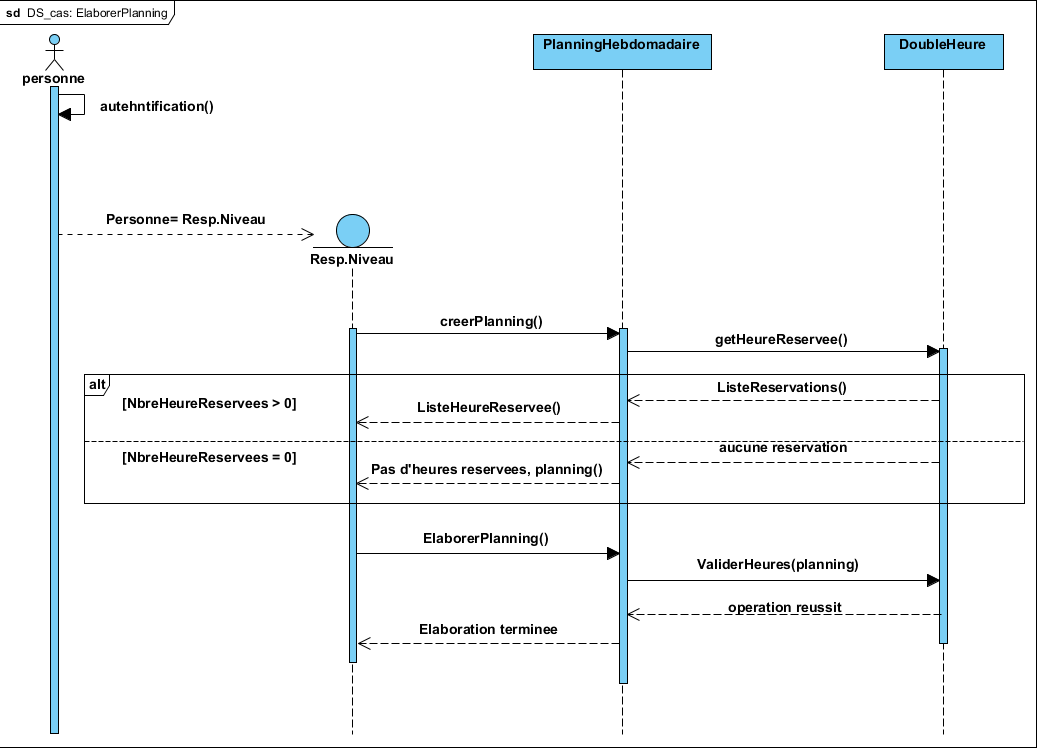 sd DS_cas: ElaborerPlanning
PlanningHebdomadaire
DoubleHeure
personne
autehntification()
Personne= Resp.Niveau
Resp.Niveau
creerPlanning()
getHeureReservee()
alt
ListeReservations()
[NbreHeureReservees > 0]
ListeHeureReservee()
aucune reservation
[NbreHeureReservees = 0]
Pas d'heures reservees, planning()
ElaborerPlanning()
ValiderHeures(planning)
operation reussit
Elaboration terminee